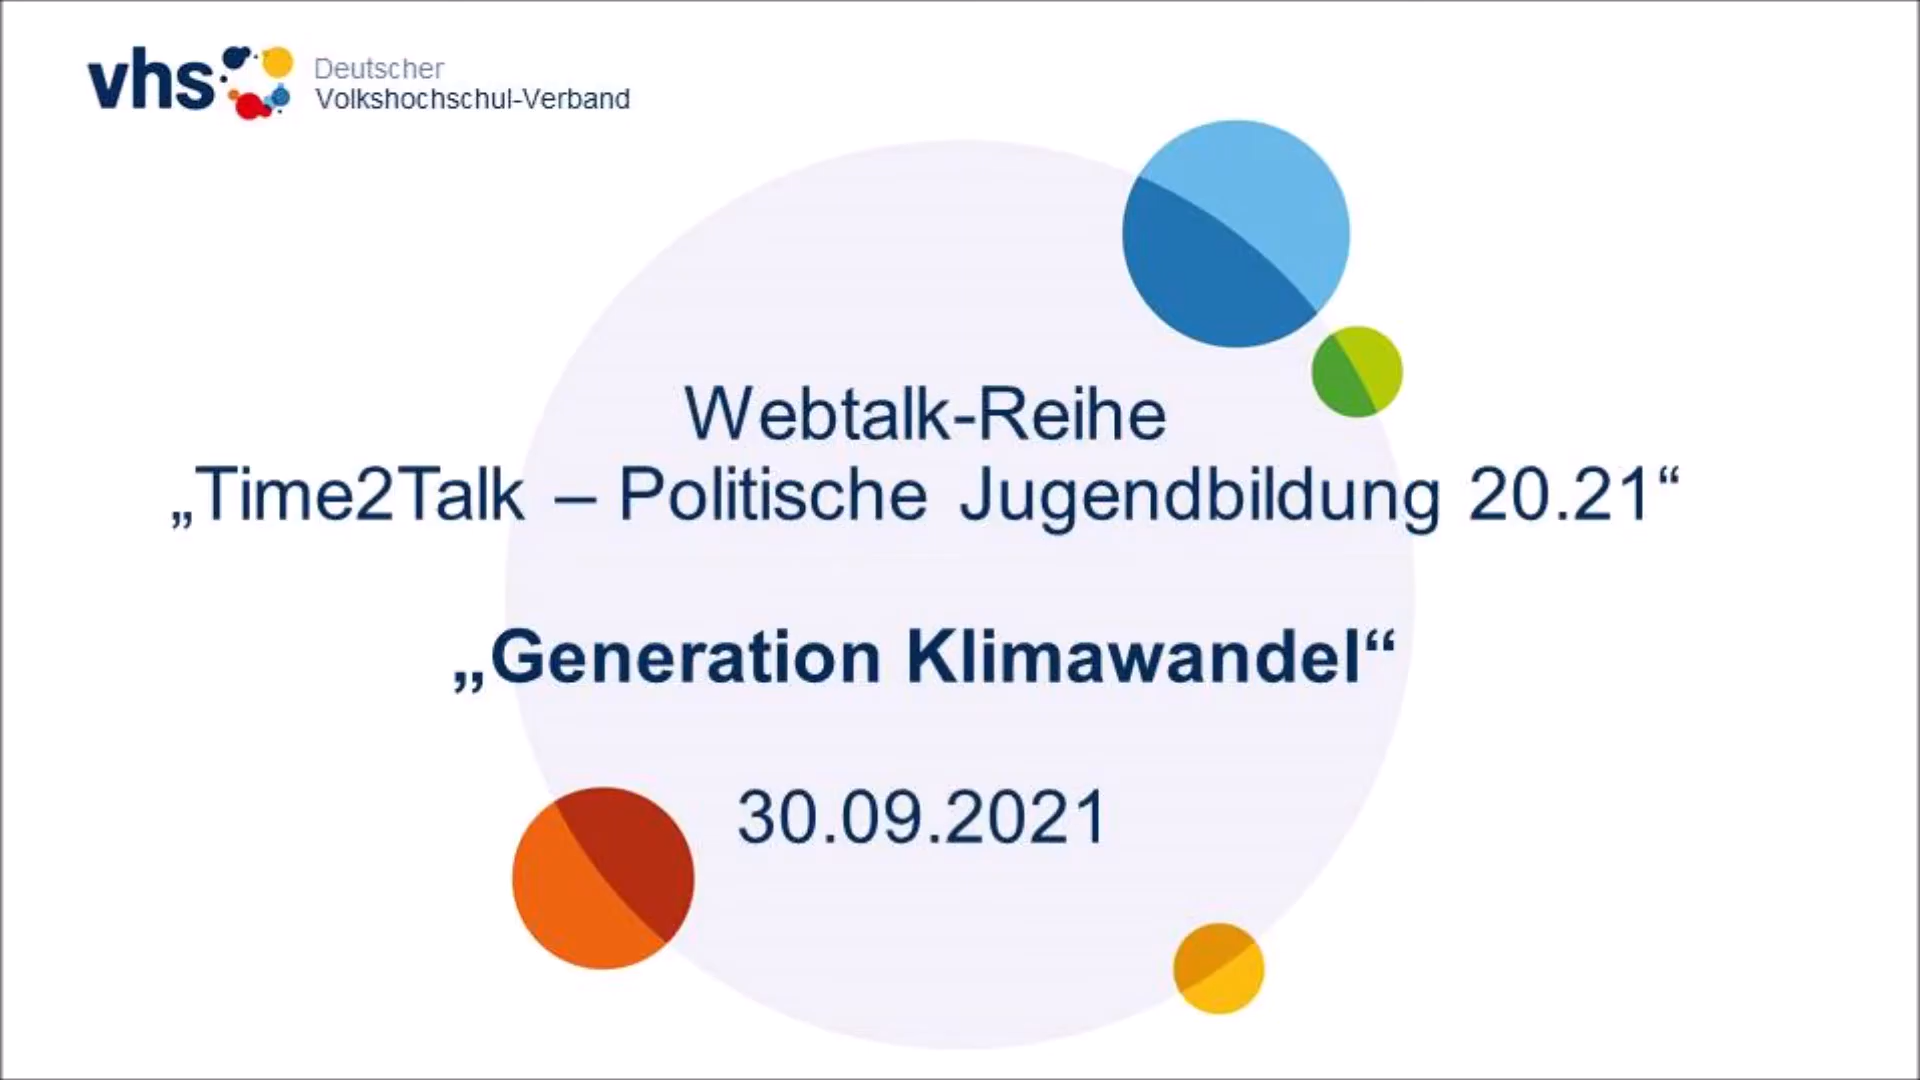 vhs
Deutscher
Volkshochschul-Verband
Webtalk-Reihe
„Time2Talk – Politische Jugendbildung 20.21“
„Generation Klimawandel“
30.09.2021